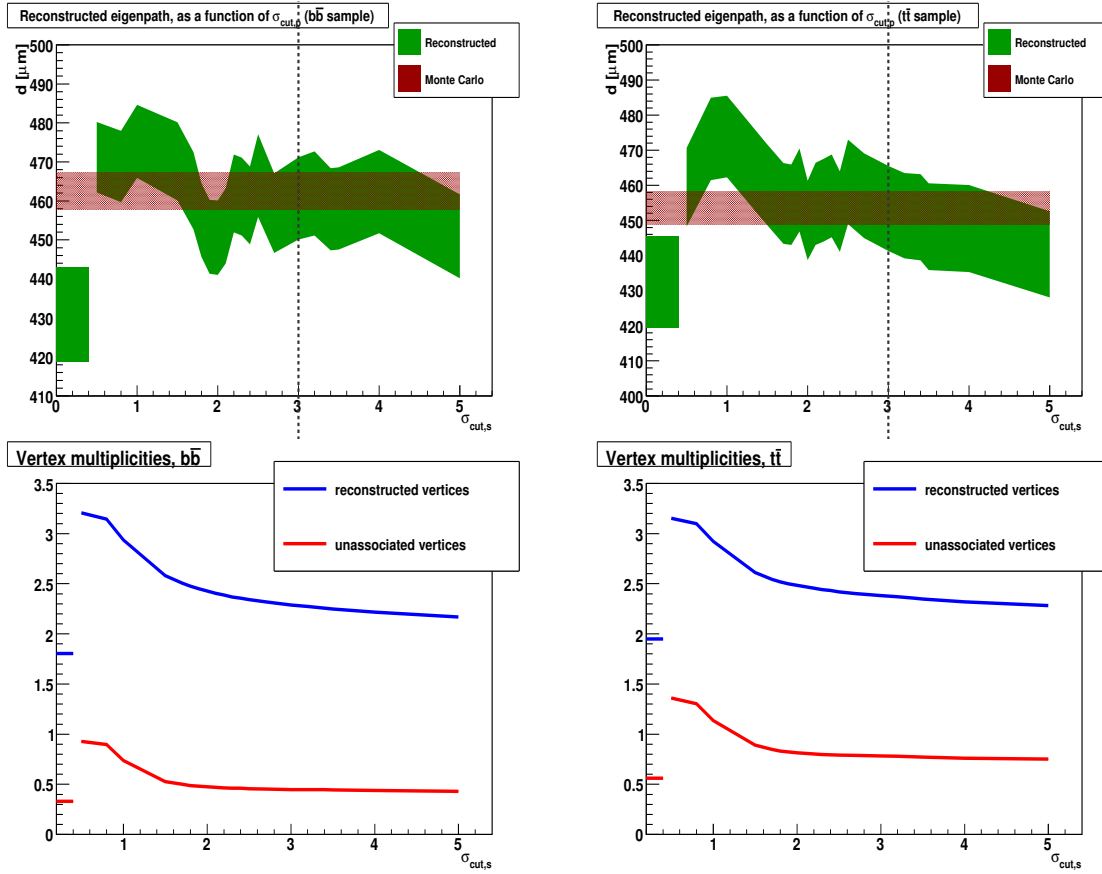 Reconstructed eigenpath, as a function of σcut,p (bb̄ sample)
Reconstructed
Monte Carlo
d [μm]
500
490
480
470
460
450
440
430
420
410
0 1 2 3 4 5
σcut,s
Reconstructed eigenpath, as a function of σcut,p (tt̄ sample)
Reconstructed
Monte Carlo
d [μm]
500
490
480
470
460
450
440
430
420
410
400
0 1 2 3 4 5
σcut,s
Vertex multiplicities, bb̄
reconstructed vertices
unassociated vertices
3.5
3
2.5
2
1.5
1
0.5
0
1 2 3 4 5
σcut,s
Vertex multiplicities, tt̄
reconstructed vertices
unassociated vertices
3.5
3
2.5
2
1.5
1
0.5
0
1 2 3 4 5
σcut,s